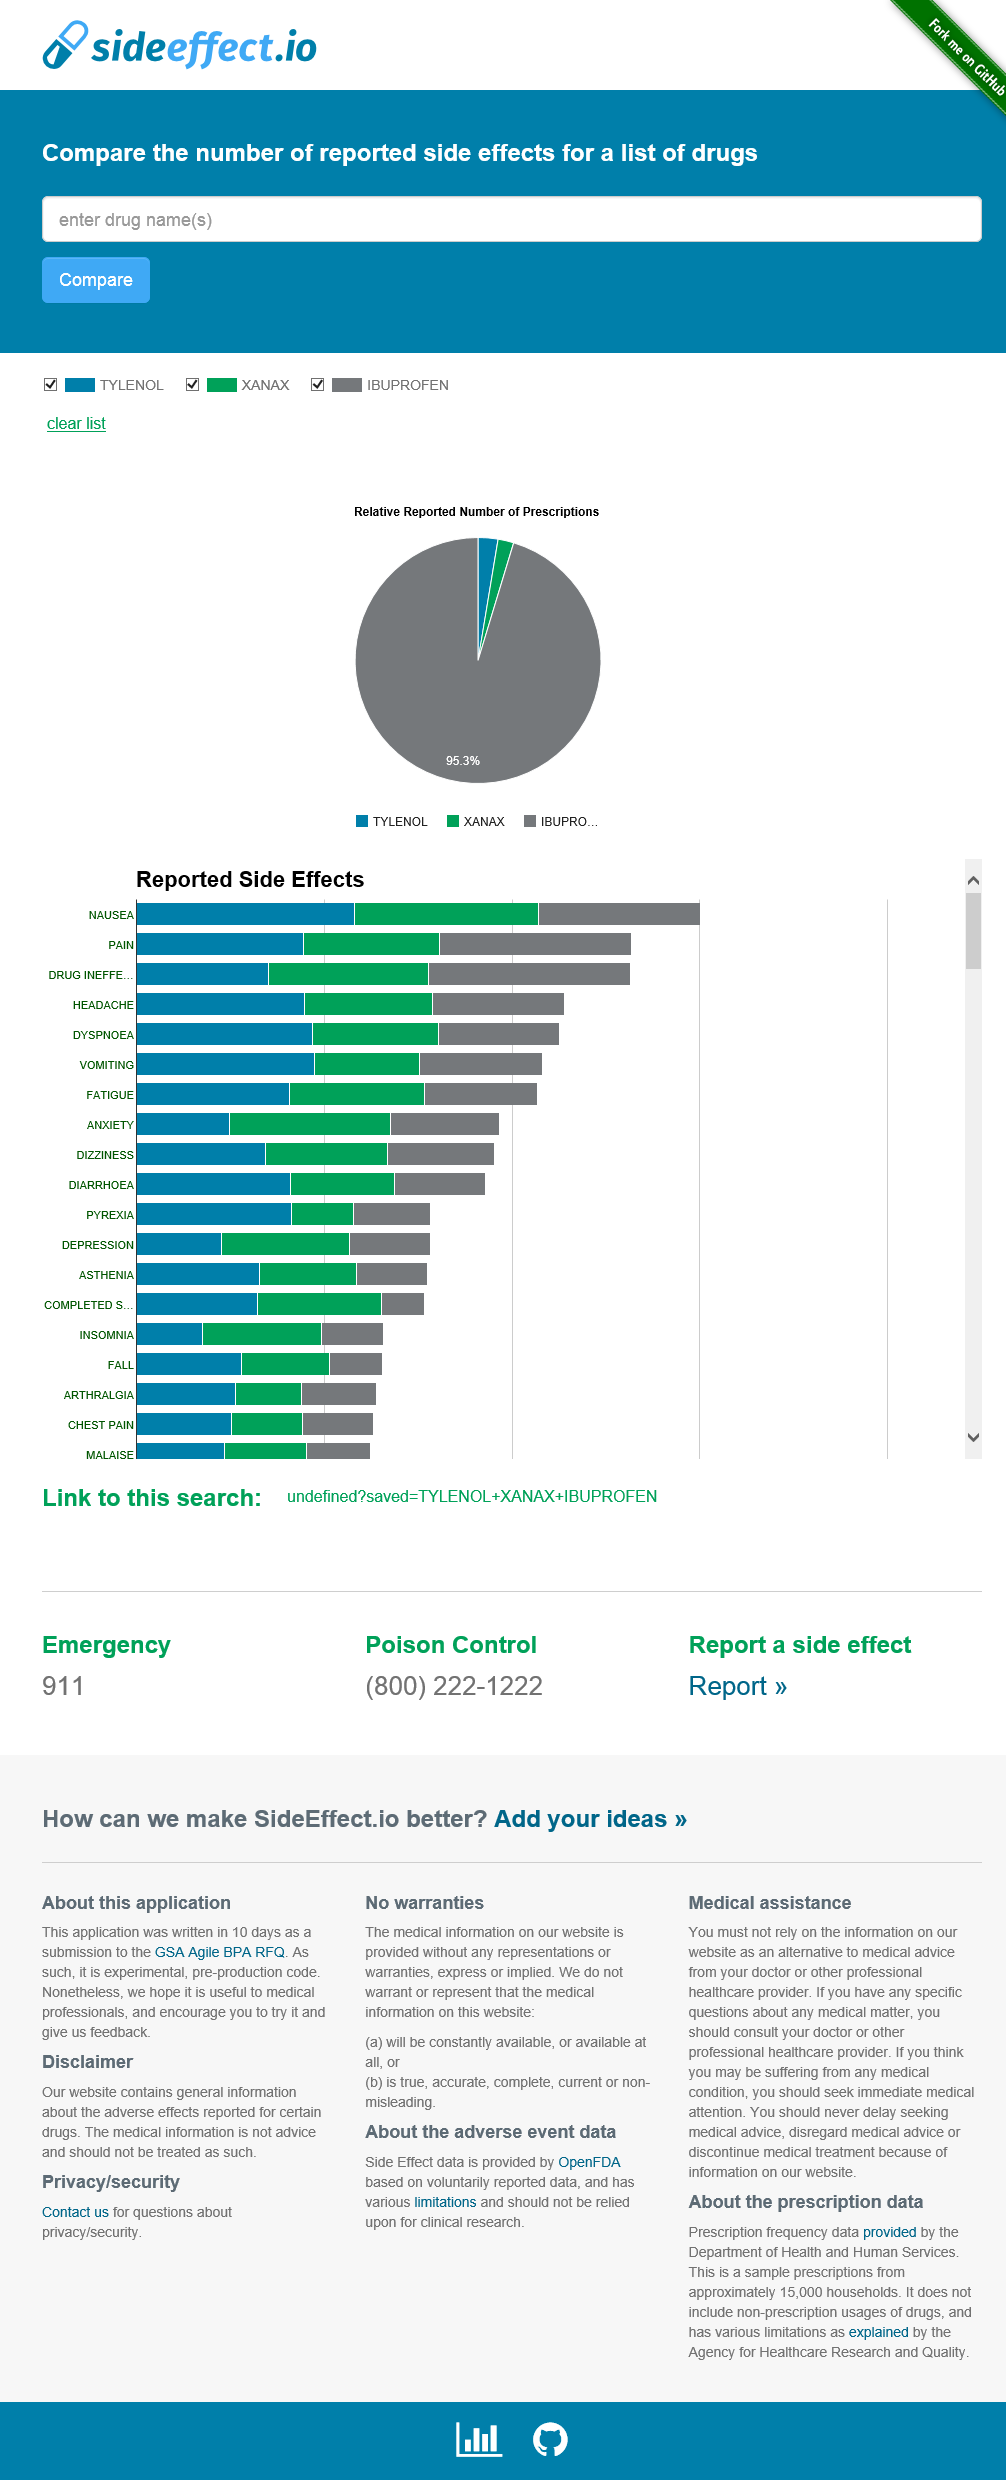 sideeffect.io
Fork me on GitHub
Compare the number of reported side effects for a list of drugs
enter drug name(s)
Compare
TYLENOL XANAX IBUPROFEN
clear list
Relative Reported Number of Prescriptions
95.3%
TYLENOL XANAX IBUPRO...
Reported Side Effects
NAUSEA
PAIN
DRUG INEFFE...
HEADACHE
DYSPNOEA
VOMITING
FATIGUE
ANXIETY
DIZZINESS
DIARRHOEA
PYREXIA
DEPRESSION
ASTHENIA
COMPLETED S...
INSOMNIA
FALL
ARTHRALGIA
CHEST PAIN
MALAISE
Link to this search: undefined?saved=TYLENOL+XANAX+IBUPROFEN
Emergency
911
Poison Control
(800) 222-1222
Report a side effect
Report »
How can we make SideEffect.io better? Add your ideas »
About this application
This application was written in 10 days as a
submission to the GSA Agile BPA RFQ. As
such, it is experimental, pre-production code.
Nonetheless, we hope it is useful to medical
professionals, and encourage you to try it and
give us feedback.
Disclaimer
Our website contains general information
about the adverse effects reported for certain
drugs. The medical information is not advice
and should not be treated as such.
Privacy/security
Contact us for questions about
privacy/security.
No warranties
The medical information on our website is
provided without any representations or
warranties, express or implied. We do not
warrant or represent that the medical
information on this website:
(a) will be constantly available, or available at
all, or
(b) is true, accurate, complete, current or non-
misleading.
About the adverse event data
Side Effect data is provided by OpenFDA
based on voluntarily reported data, and has
various limitations and should not be relied
upon for clinical research.
Medical assistance
You must not rely on the information on our
website as an alternative to medical advice
from your doctor or other professional
healthcare provider. If you have any specific
questions about any medical matter, you
should consult your doctor or other
professional healthcare provider. If you think
you may be suffering from any medical
condition, you should seek immediate medical
attention. You should never delay seeking
medical advice, disregard medical advice or
discontinue medical treatment because of
information on our website.
About the prescription data
Prescription frequency data provided by the
Department of Health and Human Services.
This is a sample prescriptions from
approximately 15,000 households. It does not
include non-prescription usages of drugs, and
has various limitations as explained by the
Agency for Healthcare Research and Quality.